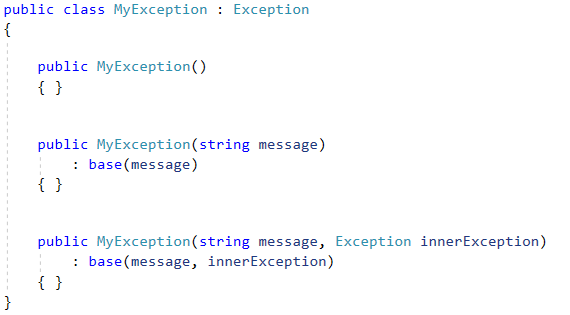 public class MyException : Exception
{
public MyException()
{ }
public MyException(string message)
: base(message)
{ }
public MyException(string message, Exception innerException)
: base(message, innerException)
{ }
}